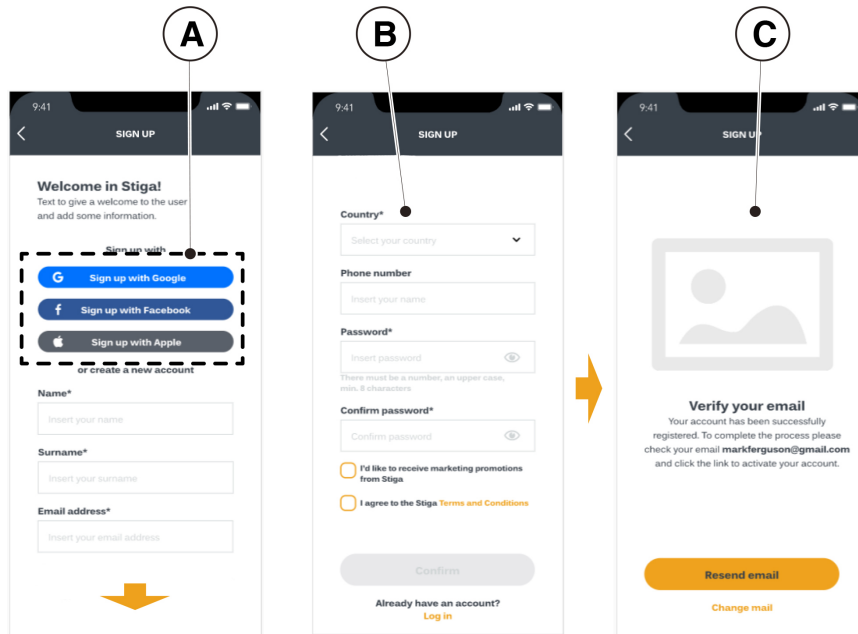 A
B
C
9:41
SIGN UP
Welcome in Stiga!
Text to give a welcome to the user
and add some information.
Sign up with
Sign up with Google
Sign up with Facebook
Sign up with Apple
or create a new account
Name*
Insert your name
Surname*
Insert your surname
Email address*
Insert your email address
9:41
SIGN UP
Country*
Select your country
Phone number
Insert your name
Password*
Insert password
There must be a number, an upper case,
min. 8 characters
Confirm password*
Confirm password
I'd like to receive marketing promotions
from Stiga
I agree to the Stiga Terms and Conditions
Confirm
Already have an account?
Log in
9:41
SIGN UP
Verify your email
Your account has been successfully
registered. To complete the process please
check your email markferguson@gmail.com
and click the link to activate your account.
Resend email
Change mail